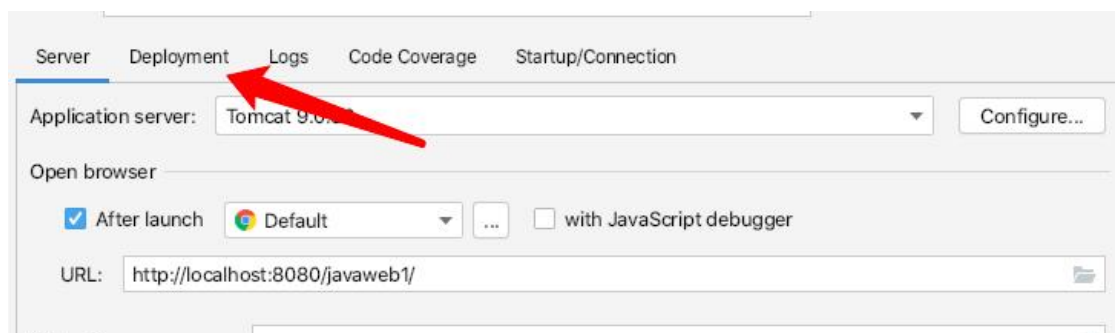 Server Deployment Logs Code Coverage Startup/Connection
Application server: Tomcat Configure...
Open browser
After launch Default ... with JavaScript debugger
URL: http://localhost:8080/javaweb1/